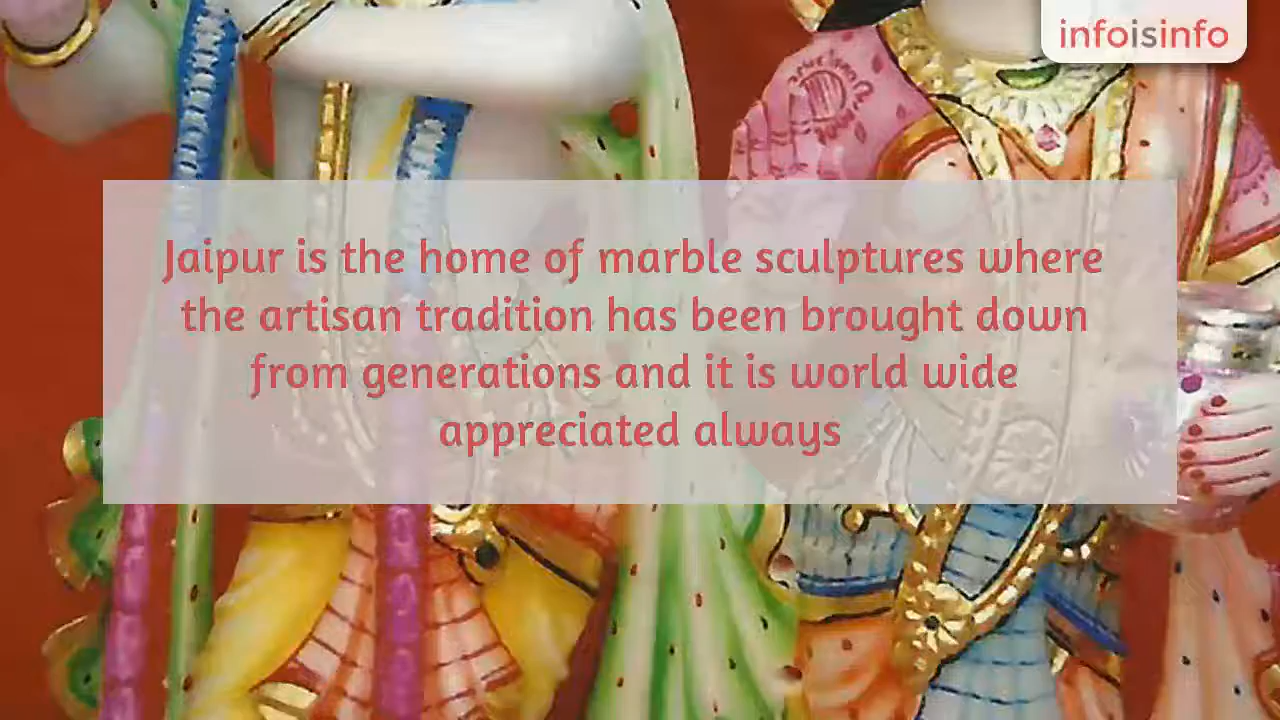 infoisinfo
Jaipur is the home of marble sculptures where
the artisan tradition has been brought down
from generations and it is world wide
appreciated always